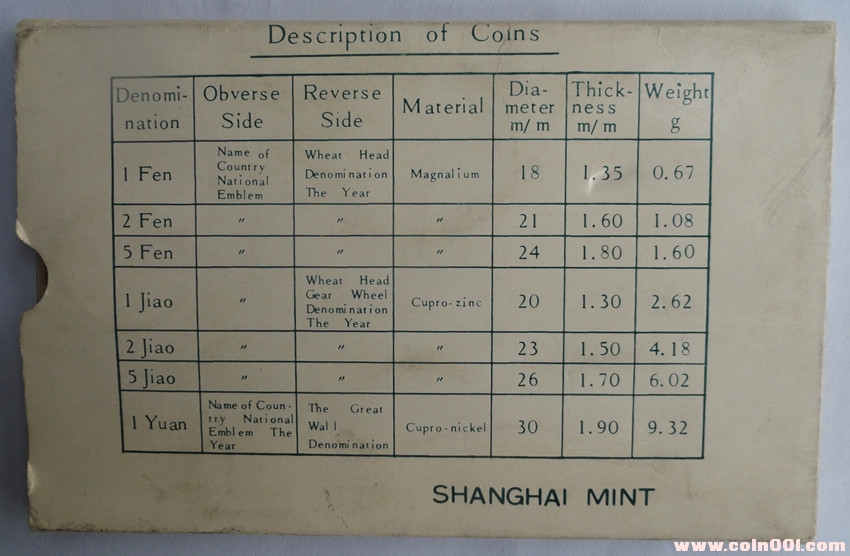 Description of Coins
Denomi-
nation
Obverse
Side
Reverse
Side
Material
Dia-
meter
m/m
Thick-
ness
m/m
Weight
g
1 Fen
Name of
Country
National
Emblem
Wheat Head
Denomination
The Year
Magnalium
18
1.35
0.67
2 Fen
〃
〃
〃
21
1.60
1.08
5 Fen
〃
〃
〃
24
1.80
1.60
1 Jiao
〃
Wheat Head
Gear Wheel
Denomination
The Year
Cupro-zinc
20
1.30
2.62
2 Jiao
〃
〃
〃
23
1.50
4.18
5 Jiao
〃
〃
〃
26
1.70
6.02
1 Yuan
Name of Coun-
try National
Emblem The
Year
The Great
Wall
Denomination
Cupro-nickel
30
1.90
9.32
SHANGHAI MINT
www.coin001.com